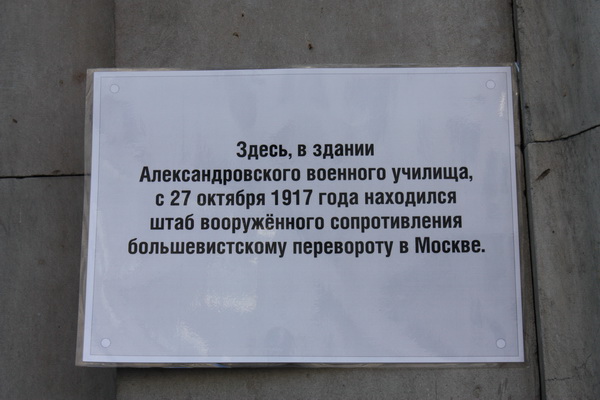 Здесь, в здании
Александровского военного училища,
с 27 октября 1917 года находился
штаб вооружённого сопротивления
большевистскому перевороту в Москве.